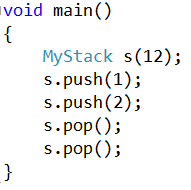 void main()
{
MyStack s(12);
s.push(1);
s.push(2);
s.pop();
s.pop();
}